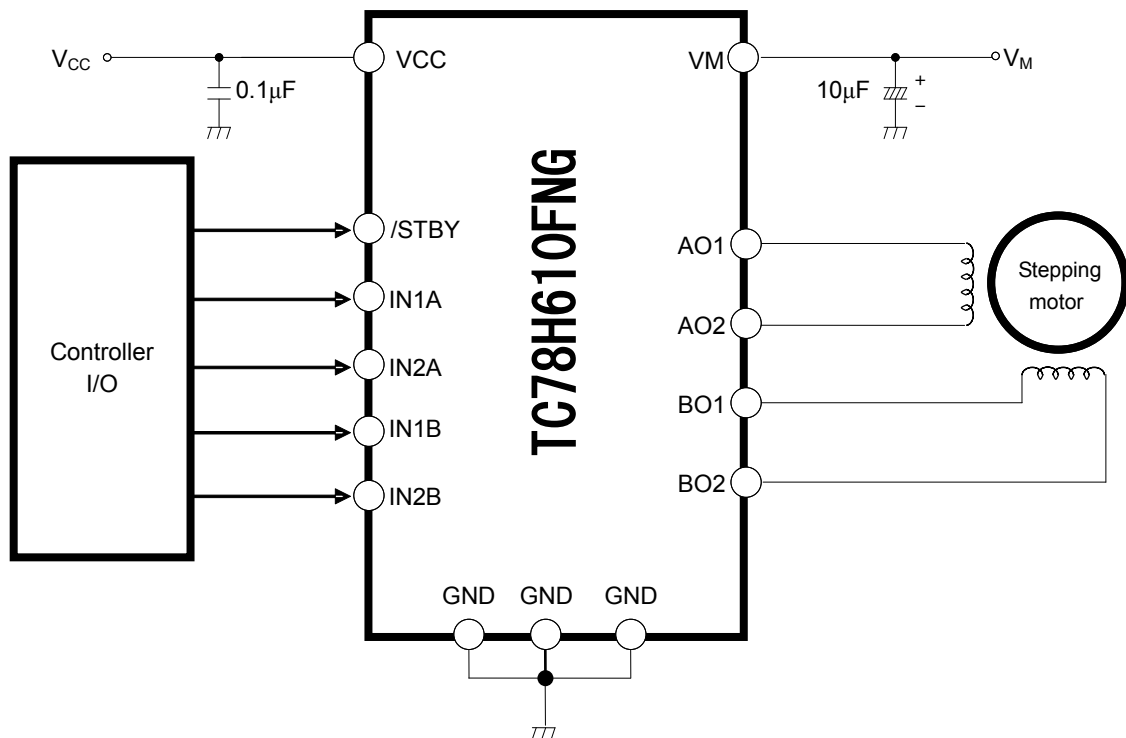 VCC
VCC
0.1μF
VM
VM
10μF
+
−
Controller
I/O
/STBY
IN1A
IN2A
IN1B
IN2B
TC78H610FNG
AO1
AO2
BO1
BO2
Stepping
motor
GND GND GND